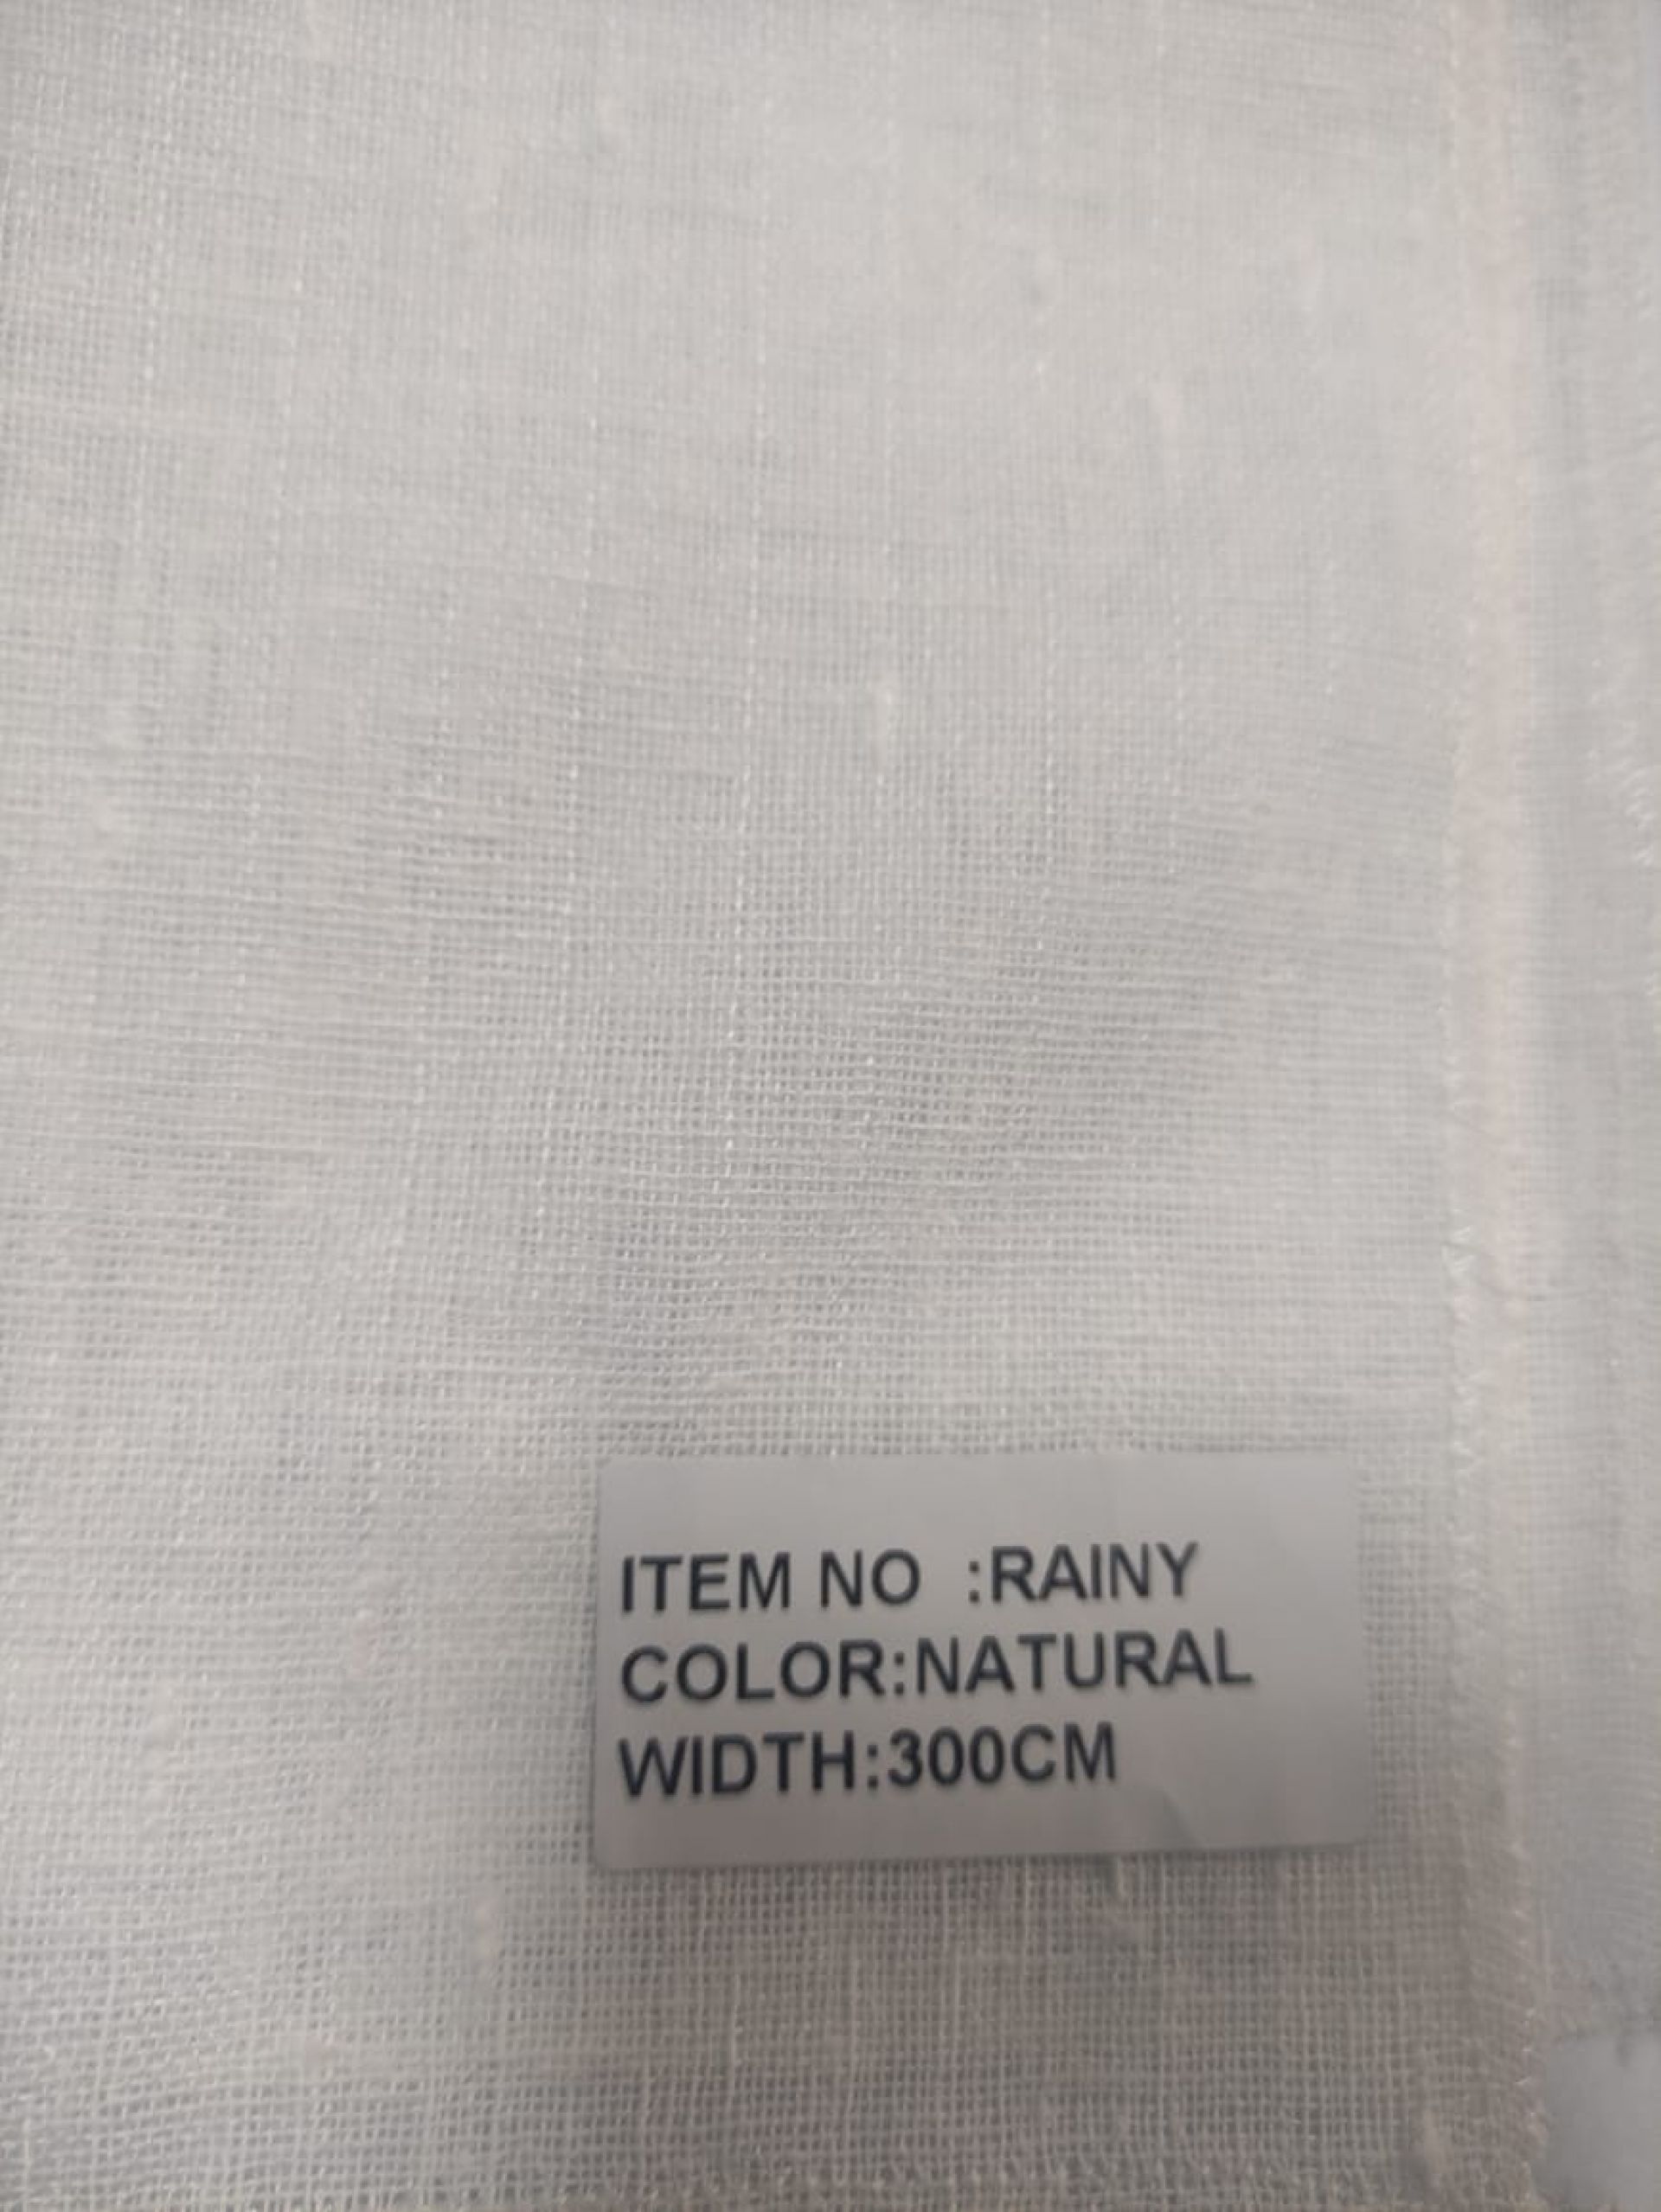 ITEM NO :RAINY
COLOR:NATURAL
WIDTH:300CM